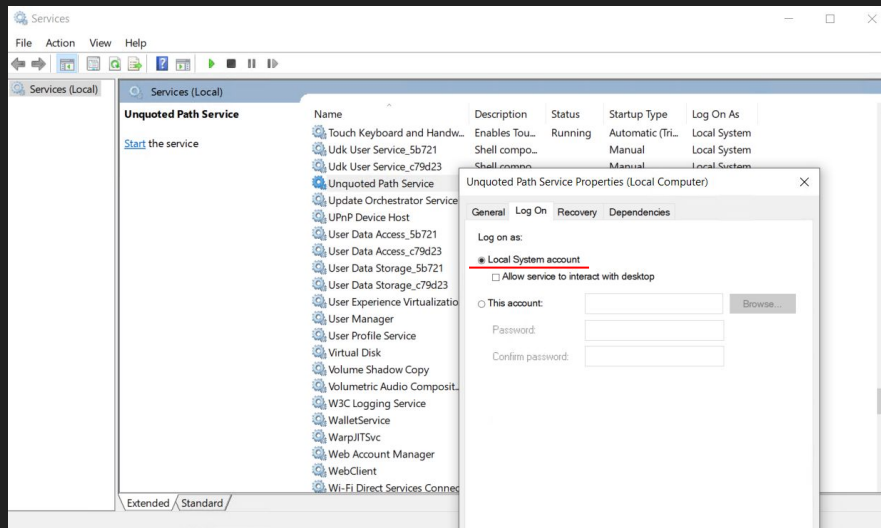 Services
File Action View Help
Services (Local)
Services (Local)
Unquoted Path Service
Start the service
Name Description Status Startup Type Log On As
Touch Keyboard and Handw... Enables Tou... Running Automatic (Tri... Local System
Udk User Service_5b721 Shell compo... Manual Local System
Udk User Service_c79d23 Shell compo... Manual Local System
Unquoted Path Service
Update Orchestrator Service
UPnP Device Host
User Data Access_5b721
User Data Access_c79d23
User Data Storage_5b721
User Data Storage_c79d23
User Experience Virtualizatio
User Manager
User Profile Service
Virtual Disk
Volume Shadow Copy
Volumetric Audio Composit...
W3C Logging Service
WalletService
WarpJITSvc
Web Account Manager
WebClient
Wi-Fi Direct Services Connec
Extended Standard
Unquoted Path Service Properties (Local Computer)
General Log On Recovery Dependencies
Log on as:
Local System account
Allow service to interact with desktop
This account: Browse...
Password:
Confirm password: